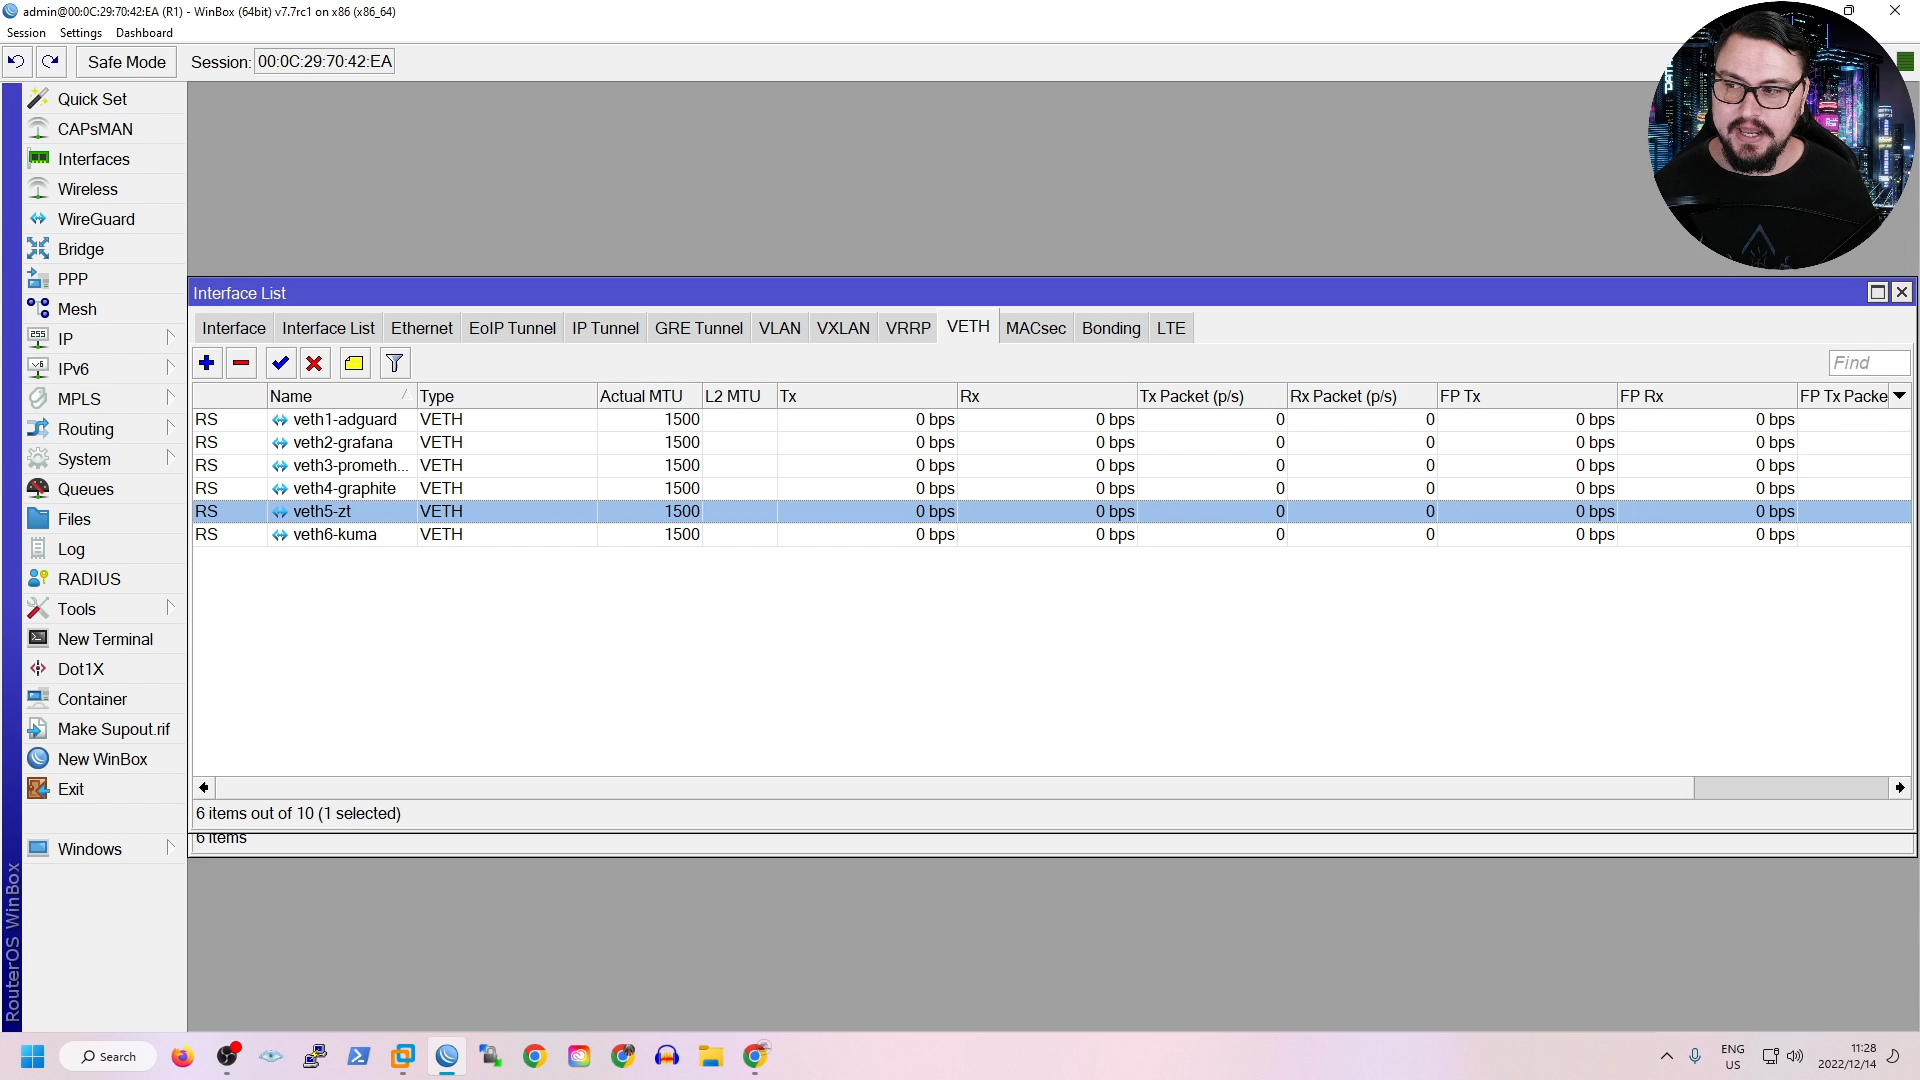 admin@00:0C:29:70:42:EA (R1) - WinBox (64bit) v7.7rc1 on x86 (x86_64)
Session Settings Dashboard
Safe Mode Session: 00:0C:29:70:42:EA
Quick Set
CAPsMAN
Interfaces
Wireless
WireGuard
Bridge
PPP
Mesh
IP
IPv6
MPLS
Routing
System
Queues
Files
Log
RADIUS
Tools
New Terminal
Dot1X
Container
Make Supout.rif
New WinBox
Exit
Windows
RouterOS WinBox
Interface List
Interface Interface List Ethernet EoIP Tunnel IP Tunnel GRE Tunnel VLAN VXLAN VRRP VETH MACsec Bonding LTE
Find
Name Type Actual MTU L2 MTU Tx Rx Tx Packet (p/s) Rx Packet (p/s) FP Tx FP Rx FP Tx Packe
RS veth1-adguard VETH 1500 0 bps 0 bps 0 0 0 bps 0 bps
RS veth2-grafana VETH 1500 0 bps 0 bps 0 0 0 bps 0 bps
RS veth3-prometh... VETH 1500 0 bps 0 bps 0 0 0 bps 0 bps
RS veth4-graphite VETH 1500 0 bps 0 bps 0 0 0 bps 0 bps
RS veth5-zt VETH 1500 0 bps 0 bps 0 0 0 bps 0 bps
RS veth6-kuma VETH 1500 0 bps 0 bps 0 0 0 bps 0 bps
6 items out of 10 (1 selected)
6 items
Search
ENG
US
11:28
2022/12/14